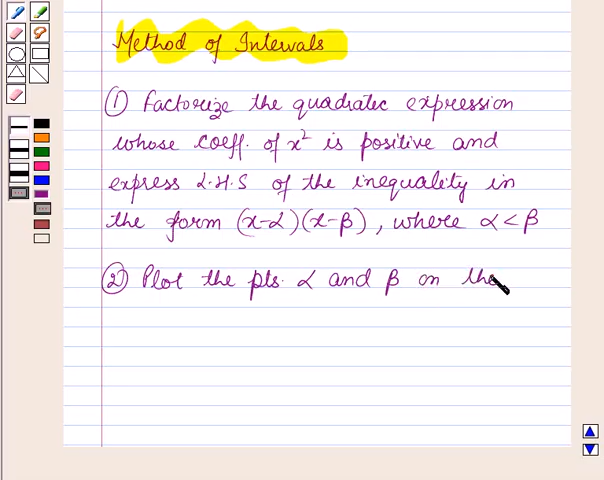 Method of Intervals
① Factorize the quadratic expression
whose coeff. of x² is positive and
express L.H.S of the inequality in
the form (x-α)(x-β), where α < β
② Plot the pts. α and β on the